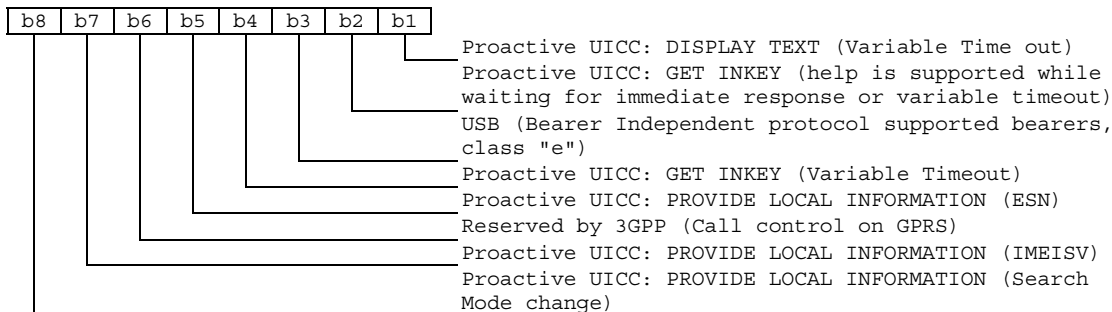 b8 b7 b6 b5 b4 b3 b2 b1
Proactive UICC: DISPLAY TEXT (Variable Time out)
Proactive UICC: GET INKEY (help is supported while
waiting for immediate response or variable timeout)
USB (Bearer Independent protocol supported bearers,
class "e")
Proactive UICC: GET INKEY (Variable Timeout)
Proactive UICC: PROVIDE LOCAL INFORMATION (ESN)
Reserved by 3GPP (Call control on GPRS)
Proactive UICC: PROVIDE LOCAL INFORMATION (IMEISV)
Proactive UICC: PROVIDE LOCAL INFORMATION (Search
Mode change)